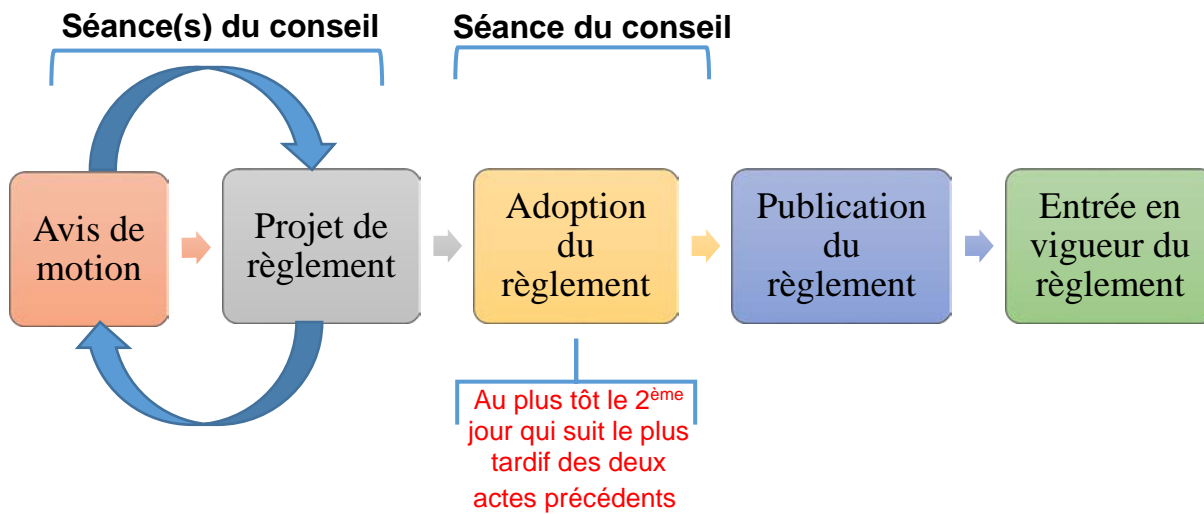 Séance(s) du conseil
Séance du conseil
Avis de
motion
Projet de
règlement
Adoption
du
règlement
Publication
du
règlement
Entrée en
vigueur du
règlement
Au plus tôt le 2ème
jour qui suit le plus
tardif des deux
actes précédents